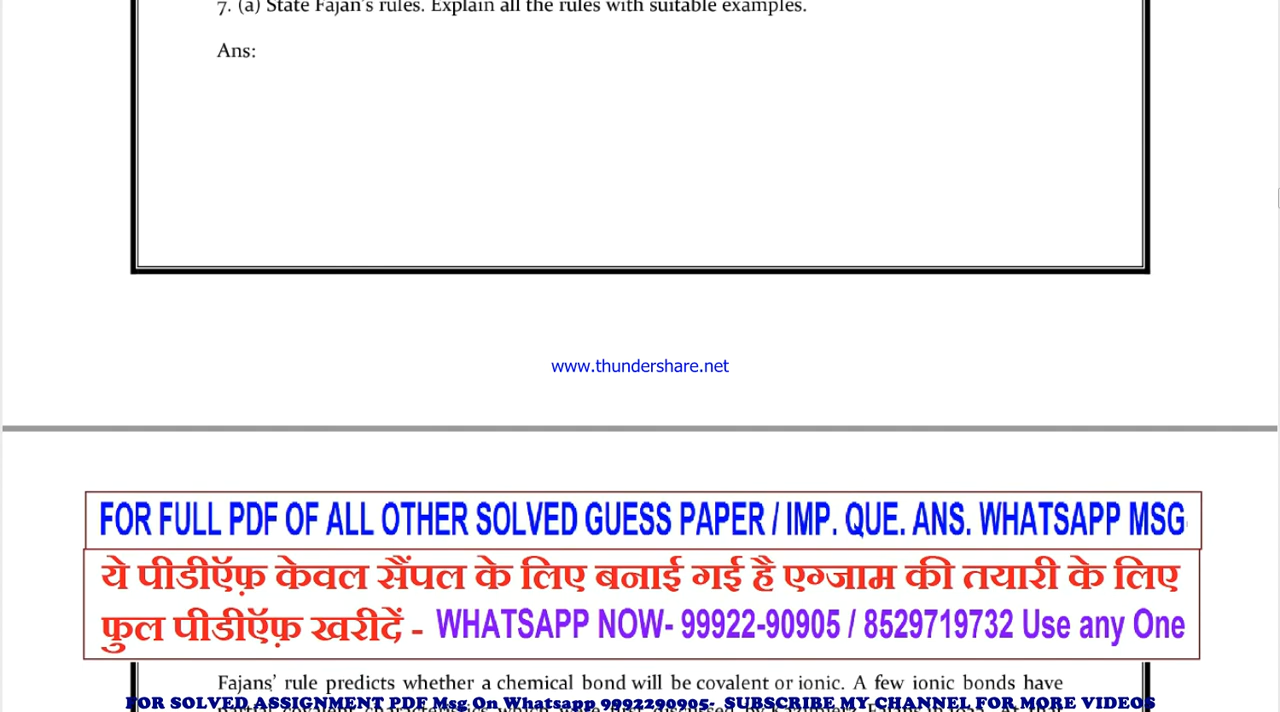 7. (a) State Fajan's rules. Explain all the rules with suitable examples.
Ans:
www.thundershare.net
FOR FULL PDF OF ALL OTHER SOLVED GUESS PAPER / IMP. QUE. ANS. WHATSAPP MSG
ये पीडीऍफ़ केवल सैंपल के लिए बनाई गई है एग्जाम की तयारी के लिए
फुल पीडीऍफ़ खरीदें - WHATSAPP NOW- 99922-90905 / 8529719732 Use any One
Fajans' rule predicts whether a chemical bond will be covalent or ionic. A few ionic bonds have
FOR SOLVED ASSIGNMENT PDF Msg On Whatsapp 9992290905- SUBSCRIBE MY CHANNEL FOR MORE VIDEOS